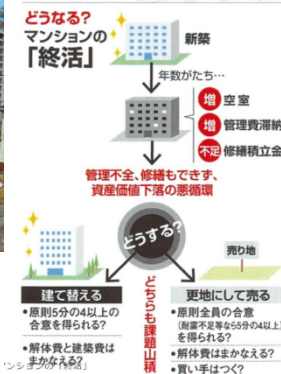 どうなる?
マンションの
「終活」
新築
年数がたち…
増 空室
増 管理費滞納
不足 修繕積立金
管理不全、修繕もできず、
資産価値下落の悪循環
どうする?
売り地
建て替える
•原則5分の4以上の
合意を得られる?
•解体費と建築費は
まかなえる?
どちらも課題山積
更地にして売る
•原則全員の合意
(耐震不足等なら5分の4以上)
を得られる?
•解体費はまかなえる?
•買い手はつく?
ンションの「終活」